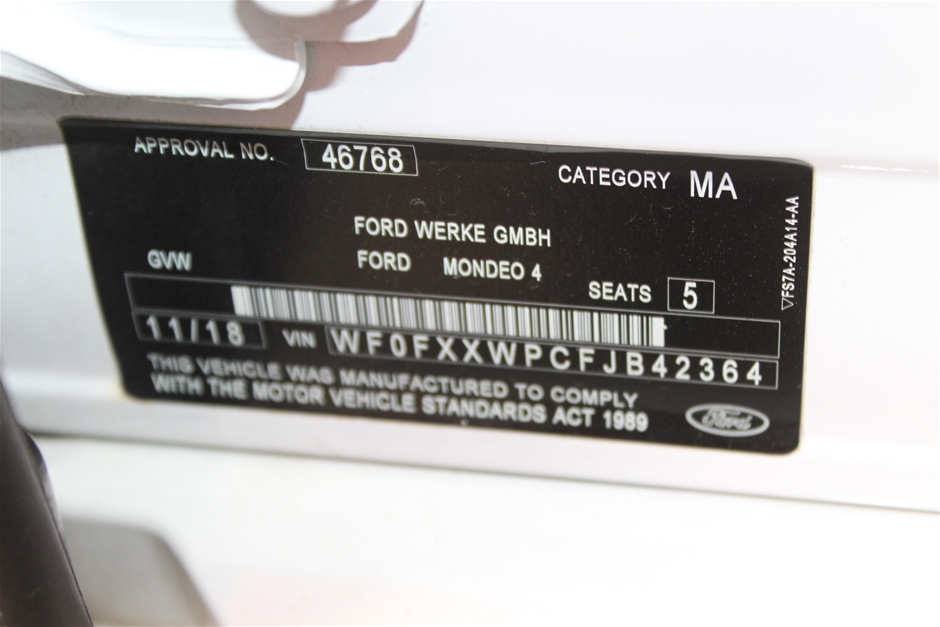 APPROVAL NO. 46768
CATEGORY MA
FORD WERKE GMBH
GVW FORD MONDEO 4
SEATS 5
11/18 VIN WF0FXXWPCFJB42364
THIS VEHICLE WAS MANUFACTURED TO COMPLY
WITH THE MOTOR VEHICLE STANDARDS ACT 1989
Ford
▽FS7A-204A14-AA